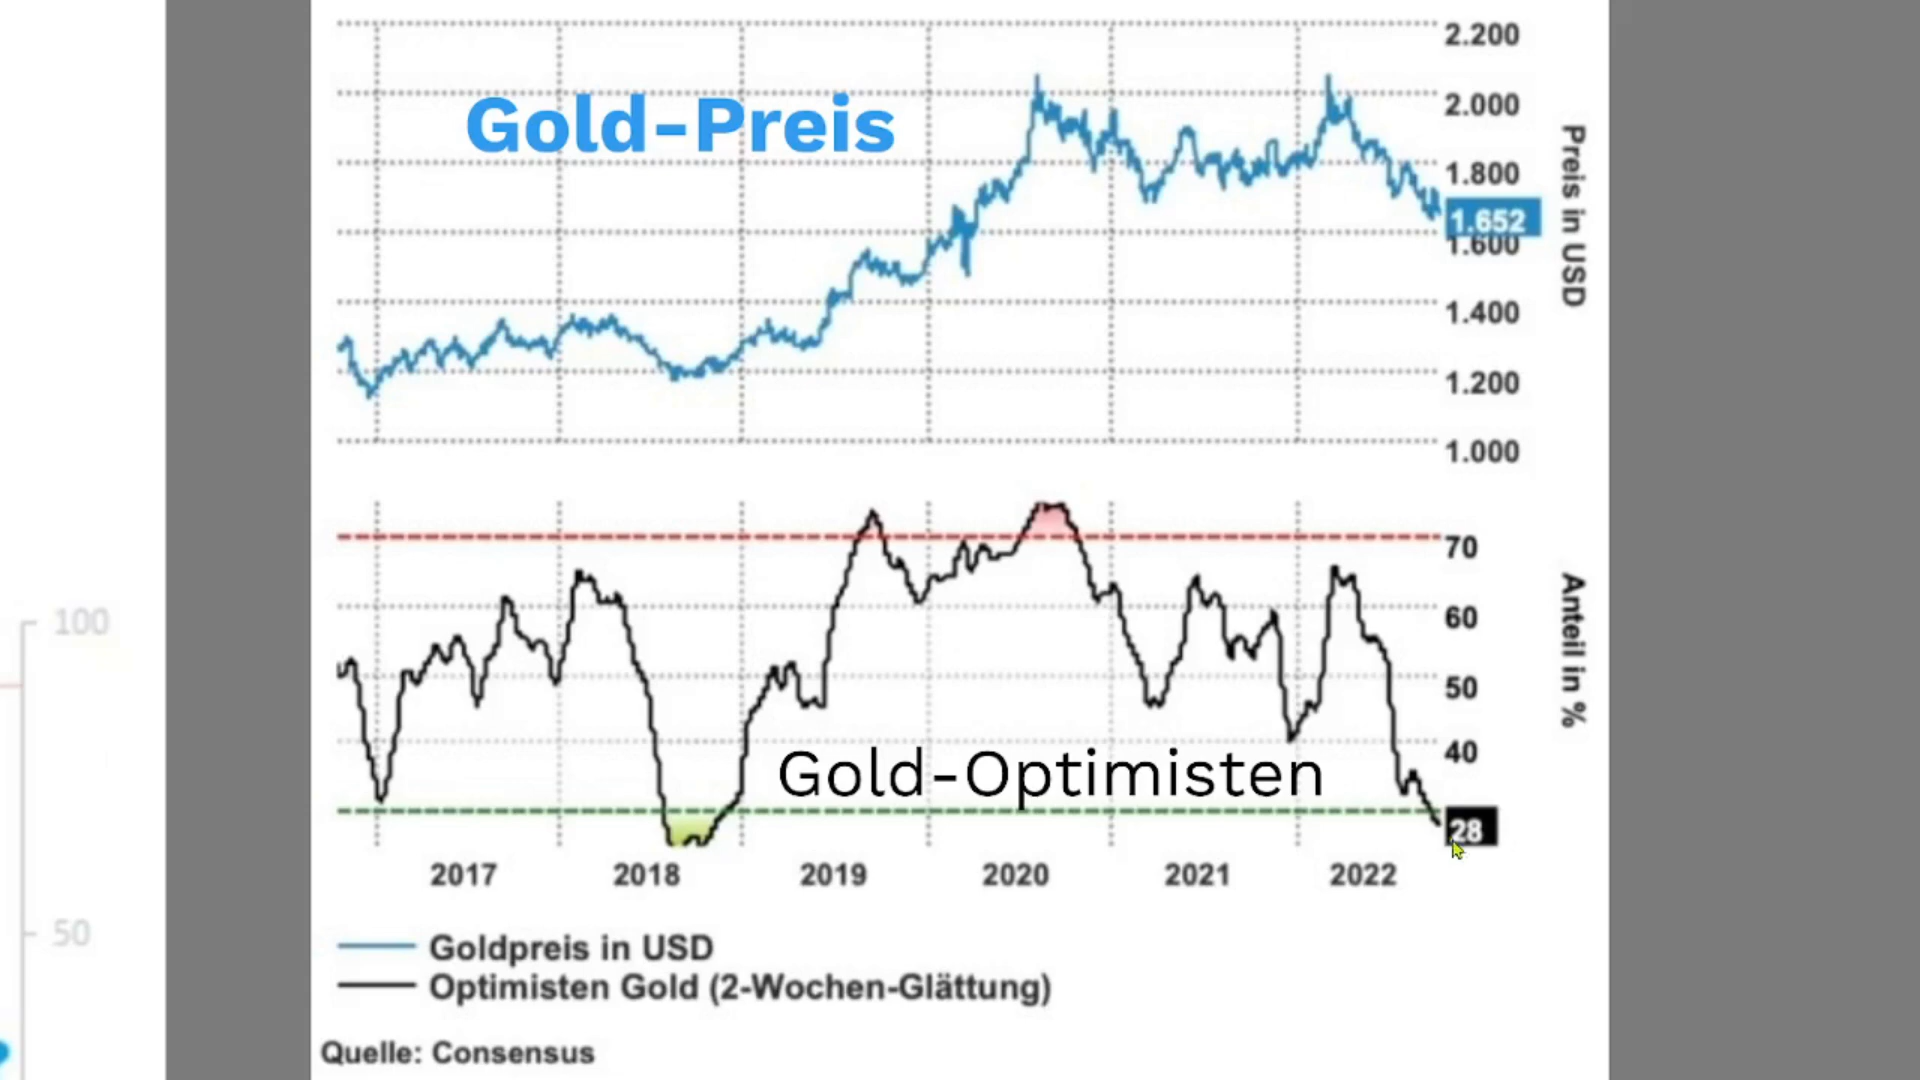 Gold-Preis
2.200
2.000
1.800
1.652
1.600
1.400
1.200
1.000
Preis in USD
70
60
50
40
28
Anteil in %
Gold-Optimisten
2017 2018 2019 2020 2021 2022
Goldpreis in USD
Optimisten Gold (2-Wochen-Glättung)
Quelle: Consensus
100
50